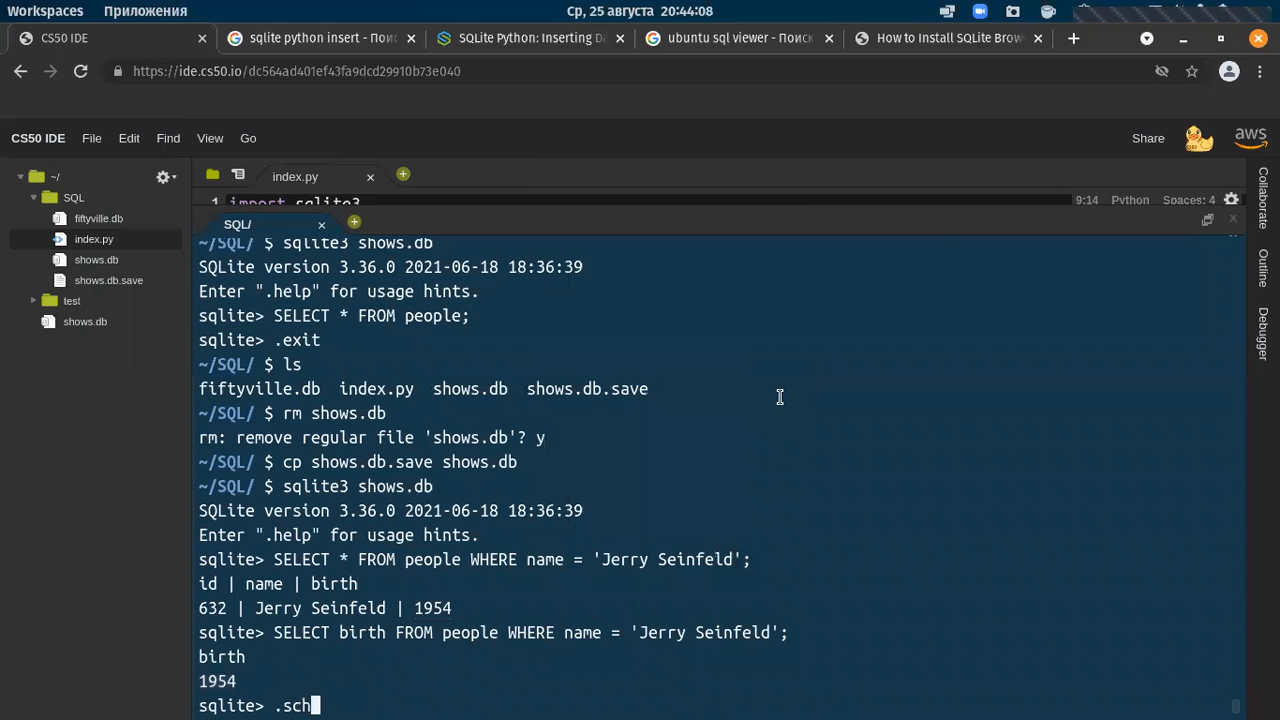 Workspaces Приложения Ср, 25 августа 20:44:08
CS50 IDE sqlite python insert - Поис SQLite Python: Inserting Da ubuntu sql viewer - Поиск How to Install SQLite Brow
https://ide.cs50.io/dc564ad401ef43fa9dcd29910b73e040
CS50 IDE File Edit Find View Go Share aws
~/ index.py
SQL 1 import sqlite3 9:14 Python Spaces: 4
fiftyville.db SQL/
index.py
shows.db
shows.db.save
test
shows.db
~/SQL/ $ sqlite3 shows.db
SQLite version 3.36.0 2021-06-18 18:36:39
Enter ".help" for usage hints.
sqlite> SELECT * FROM people;
sqlite> .exit
~/SQL/ $ ls
fiftyville.db index.py shows.db shows.db.save
~/SQL/ $ rm shows.db
rm: remove regular file 'shows.db'? y
~/SQL/ $ cp shows.db.save shows.db
~/SQL/ $ sqlite3 shows.db
SQLite version 3.36.0 2021-06-18 18:36:39
Enter ".help" for usage hints.
sqlite> SELECT * FROM people WHERE name = 'Jerry Seinfeld';
id | name | birth
632 | Jerry Seinfeld | 1954
sqlite> SELECT birth FROM people WHERE name = 'Jerry Seinfeld';
birth
1954
sqlite> .sch
Collaborate
Outline
Debugger